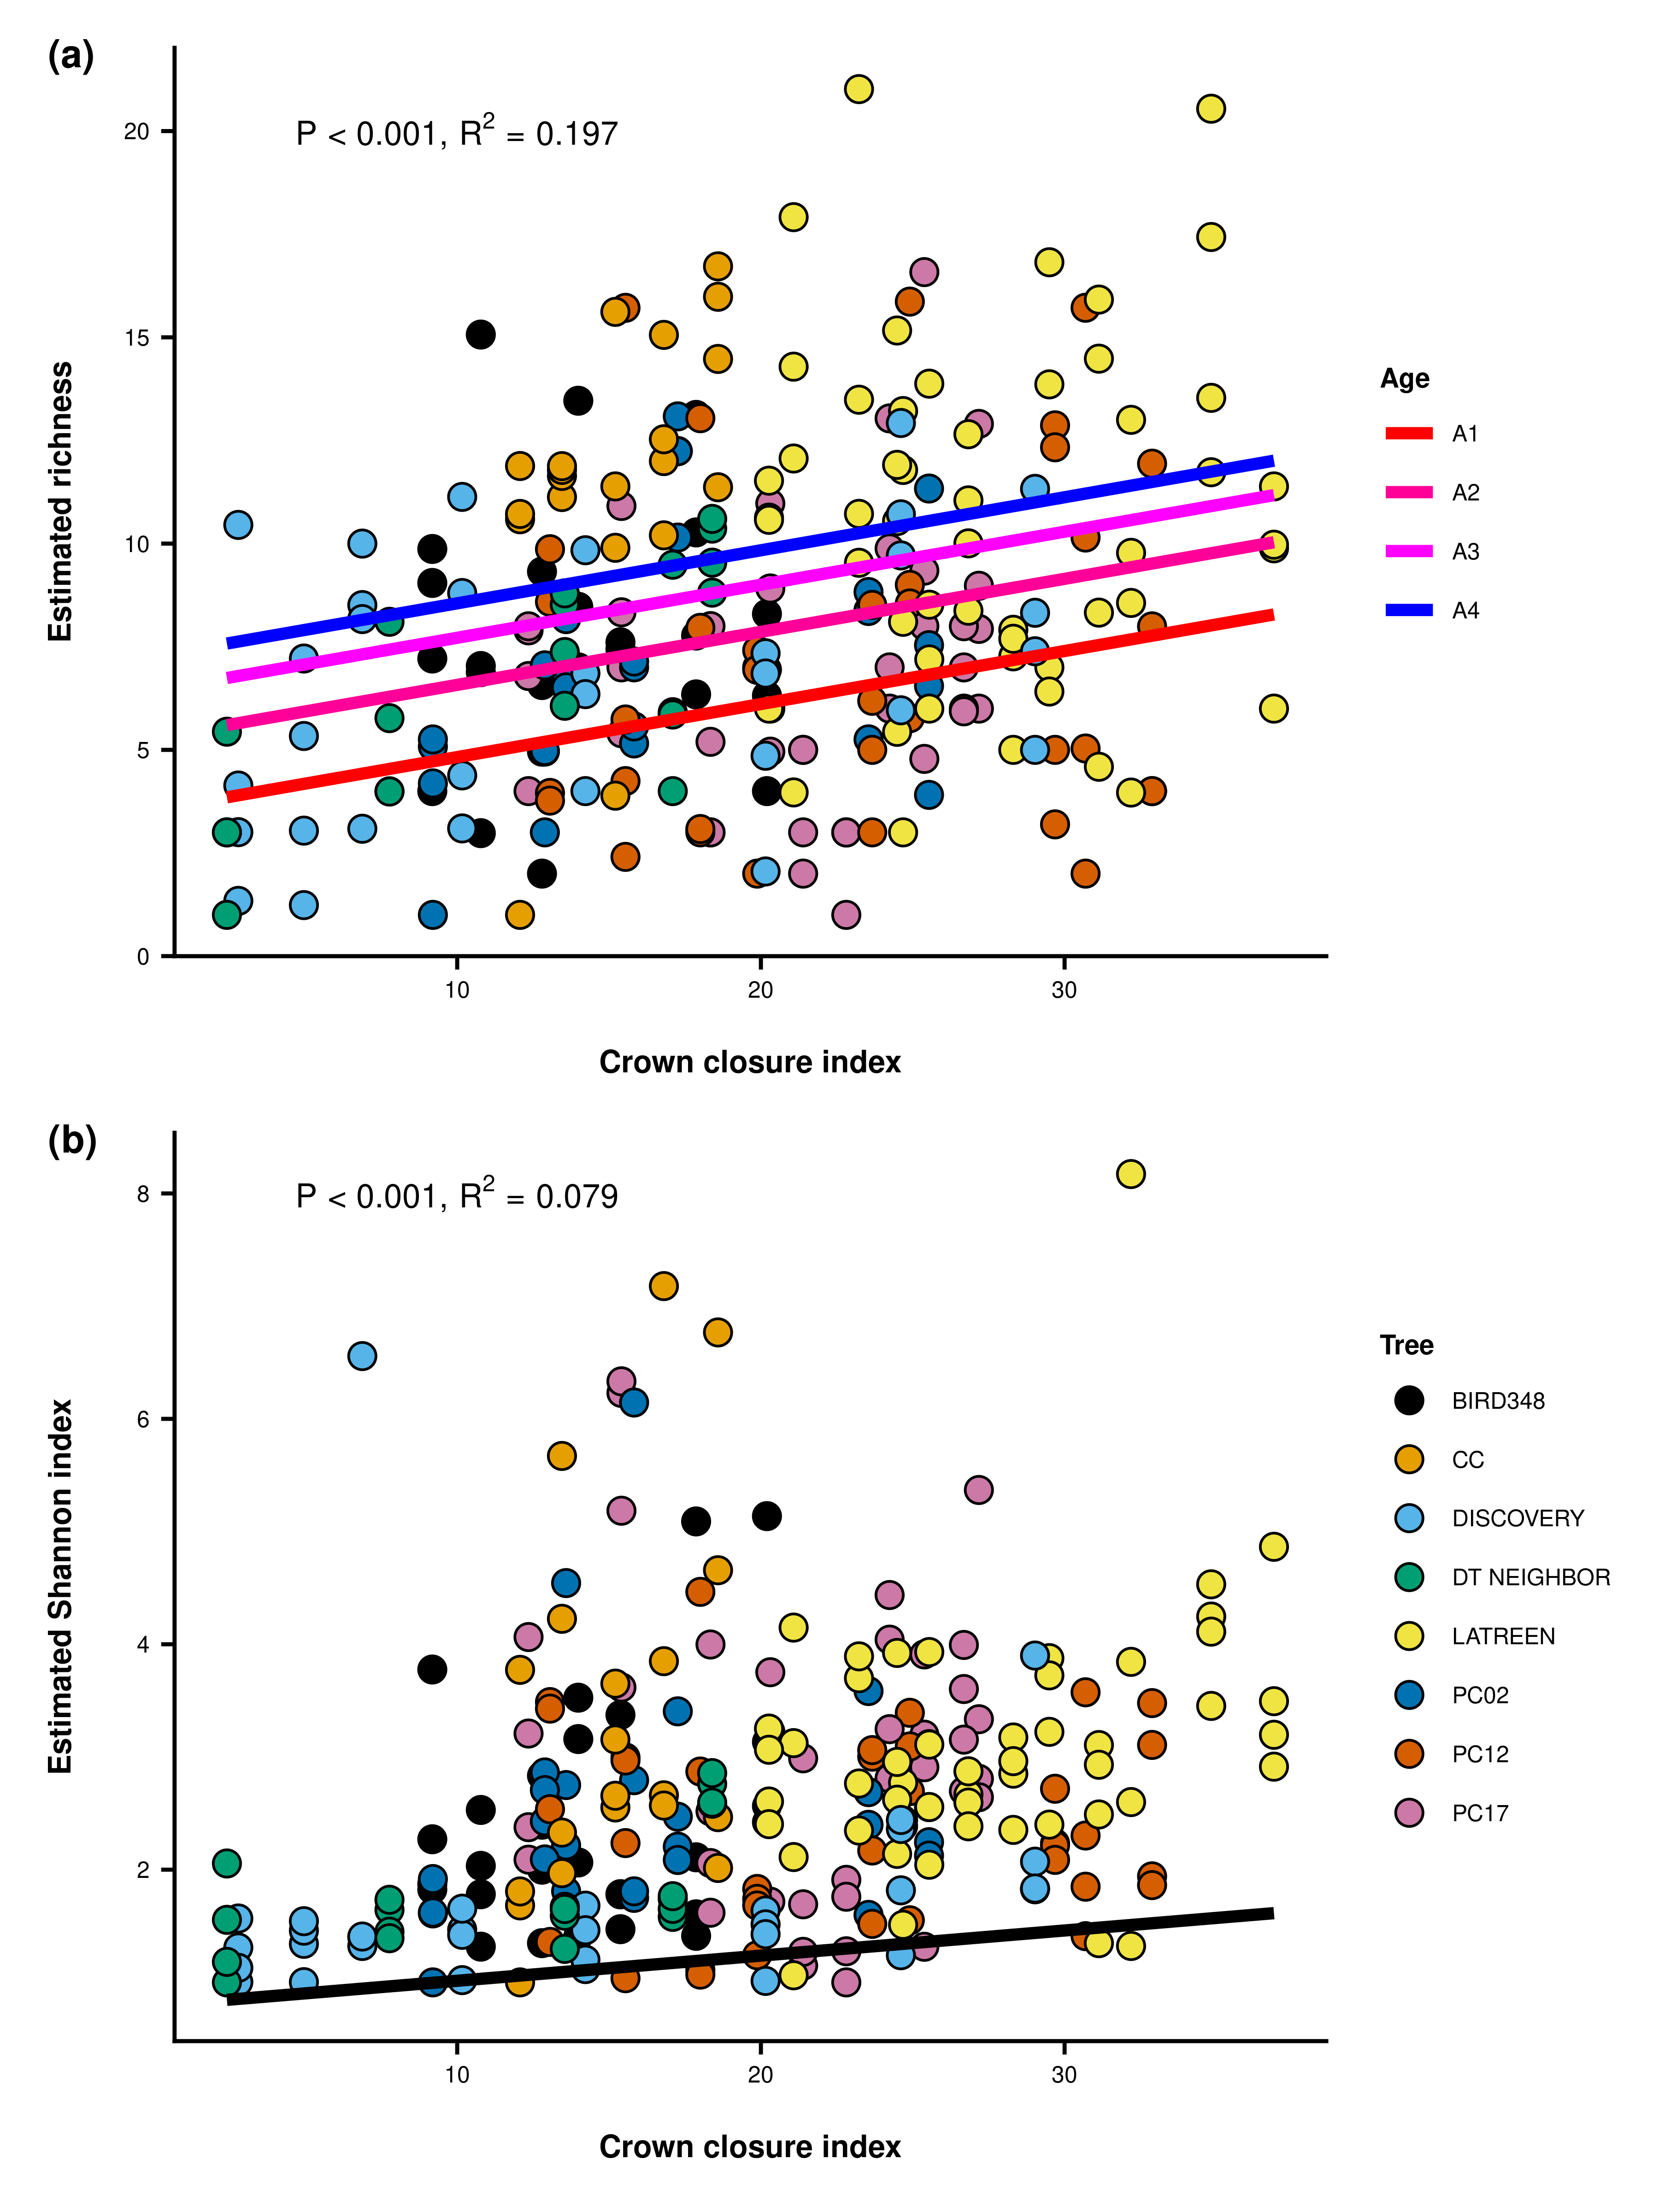 (a)
P < 0.001, R² = 0.197
20
15
10
5
0
10 20 30
Estimated richness
Crown closure index
Age
A1
A2
A3
A4
(b)
P < 0.001, R² = 0.079
8
6
4
2
10 20 30
Estimated Shannon index
Crown closure index
Tree
BIRD348
CC
DISCOVERY
DT NEIGHBOR
LATREEN
PC02
PC12
PC17